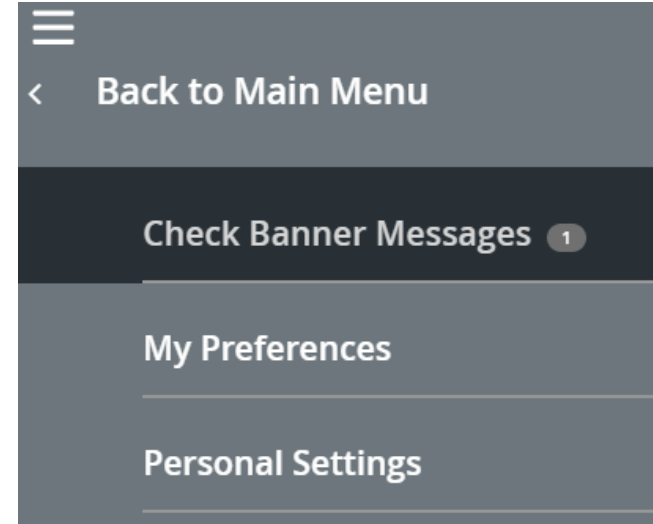 Back to Main Menu
Check Banner Messages 1
My Preferences
Personal Settings